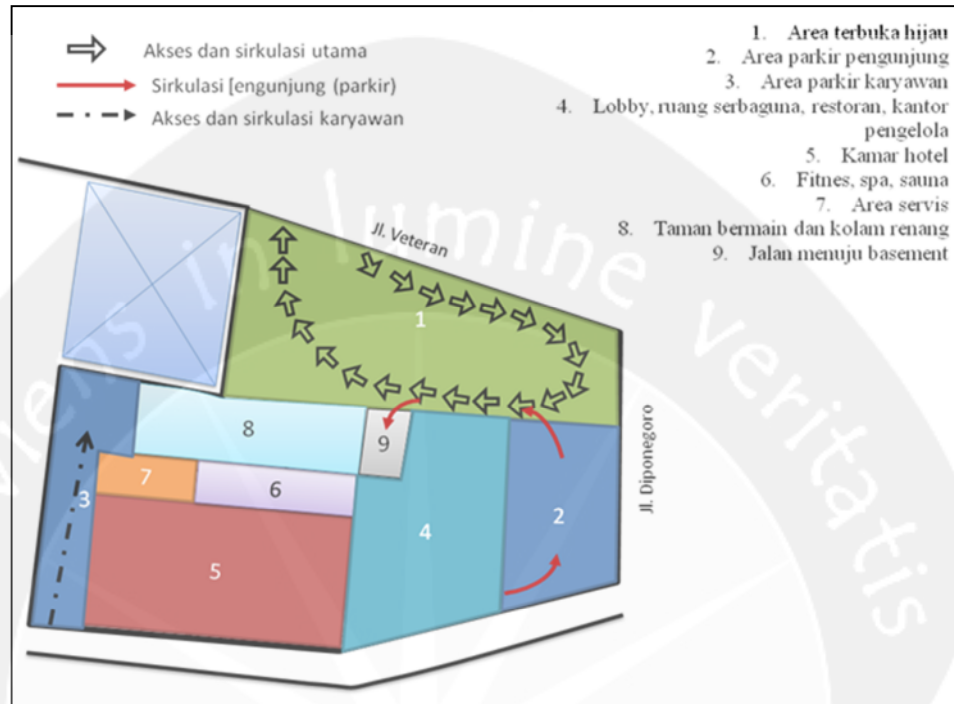 Akses dan sirkulasi utama
Sirkulasi [engunjung (parkir)
Akses dan sirkulasi karyawan
1. Area terbuka hijau
2. Area parkir pengunjung
3. Area parkir karyawan
4. Lobby, ruang serbaguna, restoran, kantor
pengelola
5. Kamar hotel
6. Fitnes, spa, sauna
7. Area servis
8. Taman bermain dan kolam renang
9. Jalan menuju basement
Jl. Veteran
1
Jl. Diponegoro
8
9
7
6
3
4
2
5
in lumine veritatis